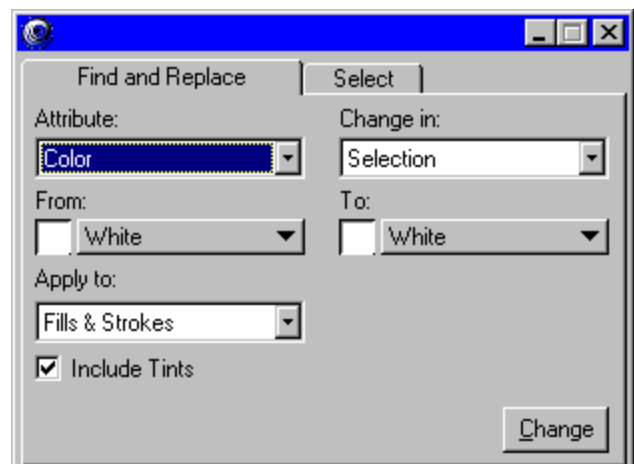 Find and Replace Select
Attribute: Change in:
Color Selection
From: To:
White White
Apply to:
Fills & Strokes
Include Tints
Change